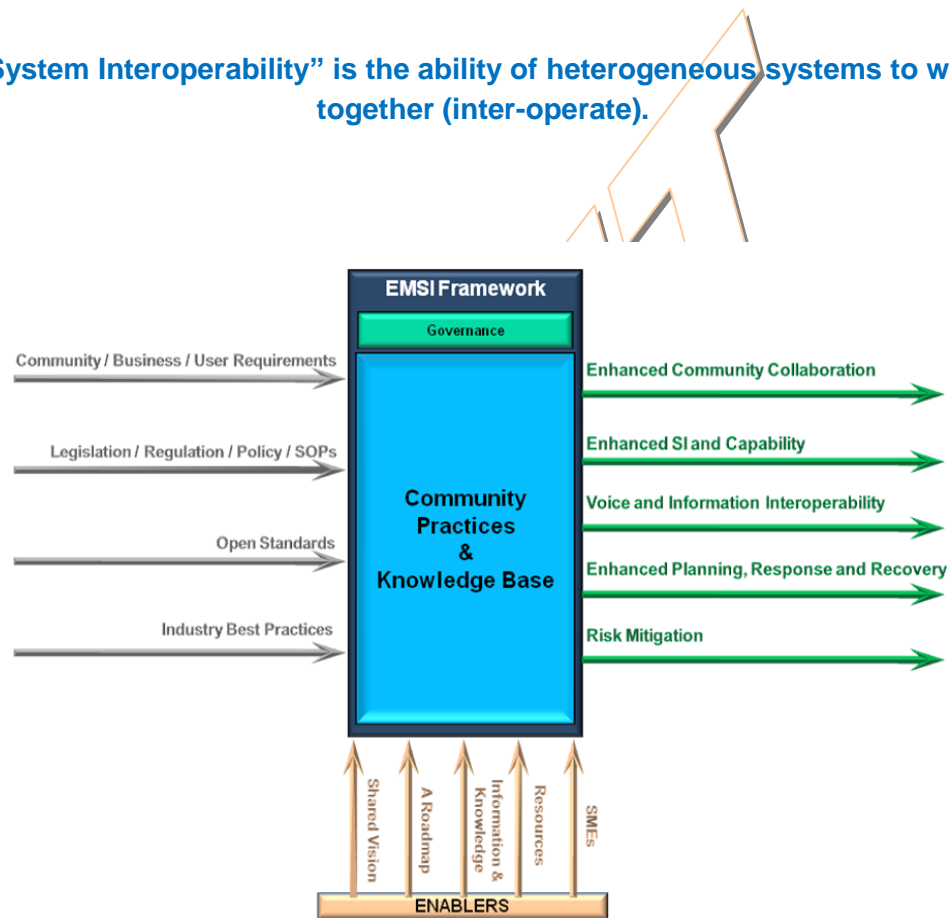 System Interoperability” is the ability of heterogeneous systems to w
together (inter-operate).
EMSI Framework
Governance
Community / Business / User Requirements
Legislation / Regulation / Policy / SOPs
Open Standards
Industry Best Practices
Community
Practices
&
Knowledge Base
Enhanced Community Collaboration
Enhanced SI and Capability
Voice and Information Interoperability
Enhanced Planning, Response and Recovery
Risk Mitigation
Shared Vision
A Roadmap
Information &
Knowledge
Resources
SMEs
ENABLERS